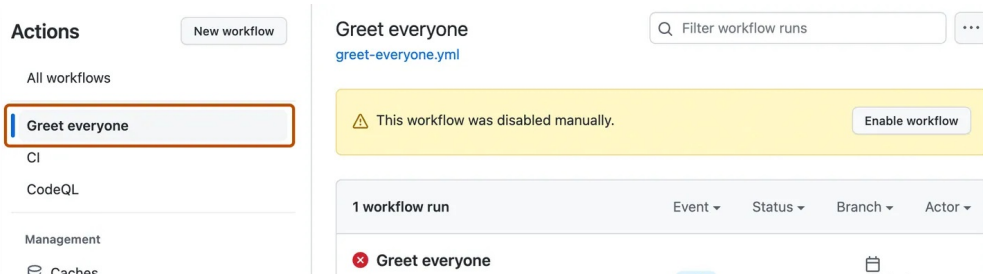 Actions
New workflow
All workflows
Greet everyone
CI
CodeQL
Management
Caches
Greet everyone
greet-everyone.yml
Filter workflow runs
This workflow was disabled manually.
Enable workflow
1 workflow run
Event
Status
Branch
Actor
Greet everyone